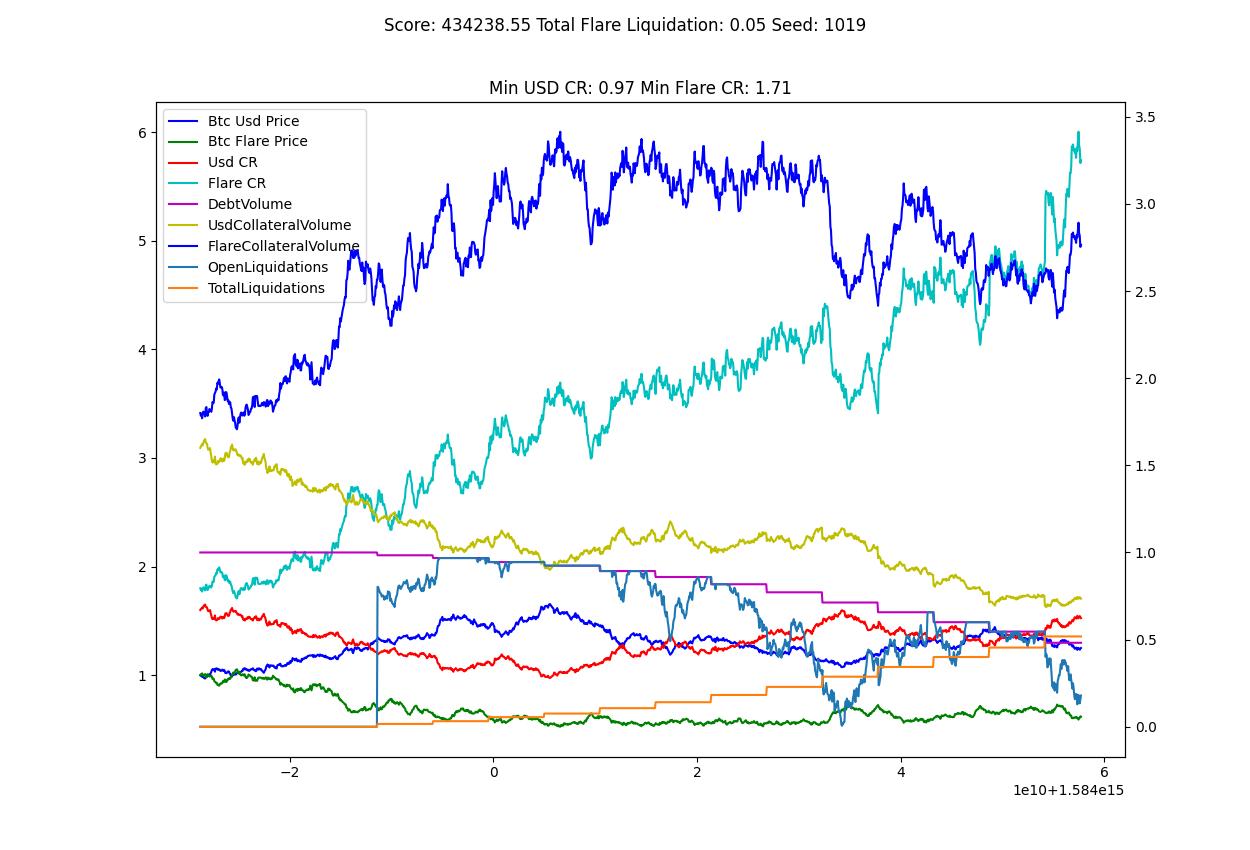 Score: 434238.55 Total Flare Liquidation: 0.05 Seed: 1019
Min USD CR: 0.97 Min Flare CR: 1.71
Btc Usd Price
Btc Flare Price
Usd CR
Flare CR
DebtVolume
UsdCollateralVolume
FlareCollateralVolume
OpenLiquidations
TotalLiquidations
6
5
4
3
2
1
3.5
3.0
2.5
2.0
1.5
1.0
0.5
0.0
−2 0 2 4 6
1e10+1.584e15